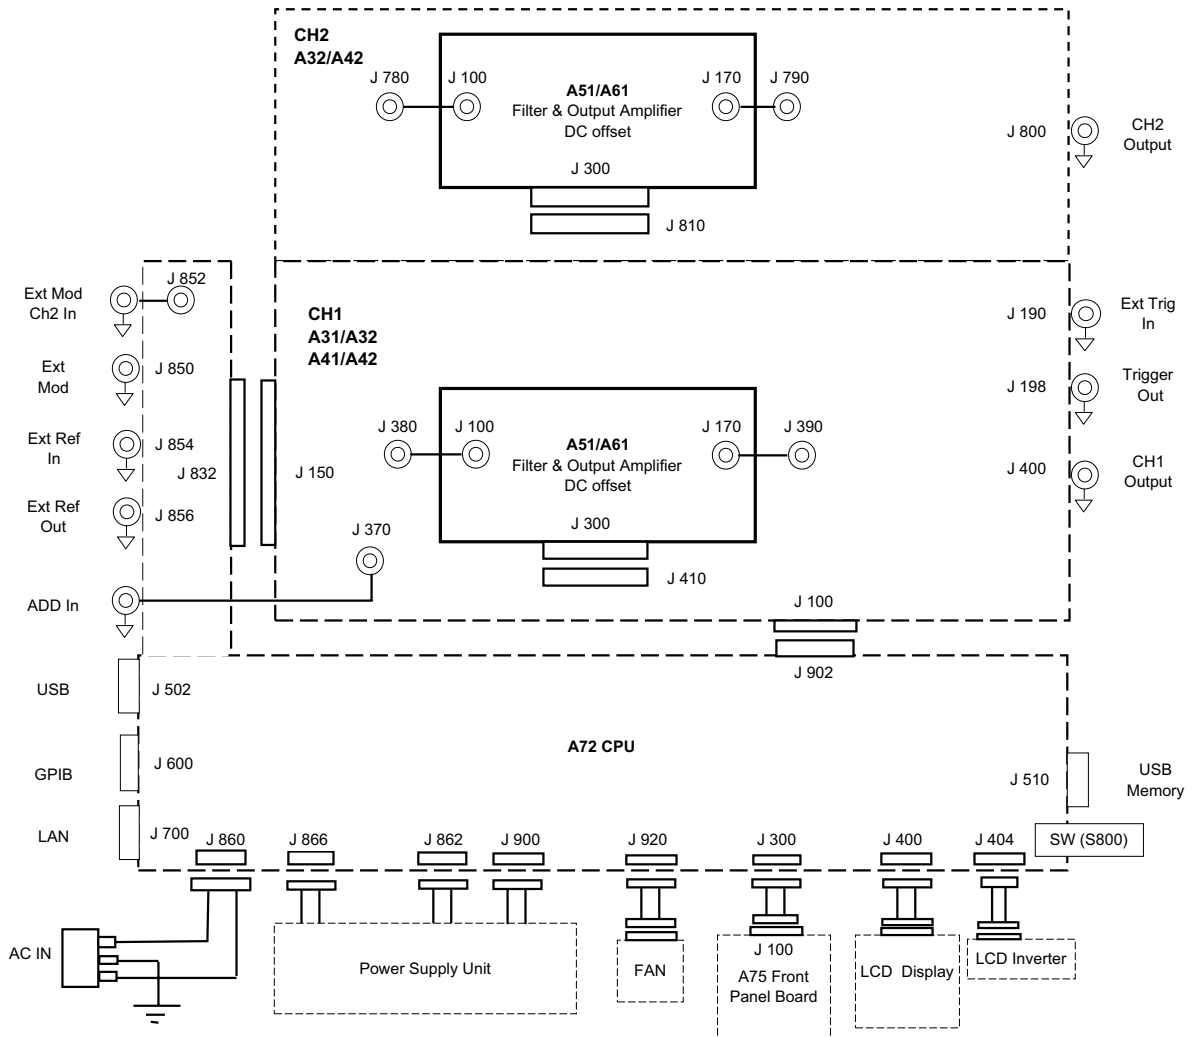 CH2
A32/A42
J 780
J 100
A51/A61
Filter & Output Amplifier
DC offset
J 170
J 790
J 300
J 810
J 800
CH2
Output
J 852
Ext Mod
Ch2 In
Ext
Mod
J 850
Ext Ref
In
J 854
J 832
Ext Ref
Out
J 856
ADD In
CH1
A31/A32
A41/A42
J 150
J 380
J 100
A51/A61
Filter & Output Amplifier
DC offset
J 170
J 390
J 300
J 410
J 370
J 190
Ext Trig
In
J 198
Trigger
Out
J 400
CH1
Output
J 100
J 902
USB
J 502
GPIB
J 600
LAN
J 700
A72 CPU
J 510
USB
Memory
SW (S800)
J 860
J 866
J 862
J 900
J 920
J 300
J 400
J 404
AC IN
Power Supply Unit
FAN
J 100
A75 Front
Panel Board
LCD Display
LCD Inverter